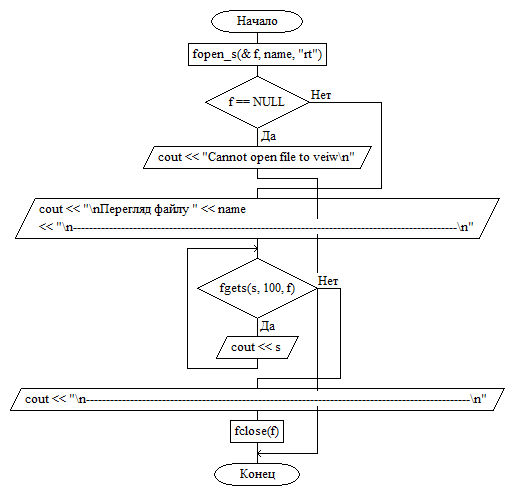 Начало
fopen_s(& f, name, "rt")
f == NULL
Нет
Да
cout << "Cannot open file to veiw\n"
cout << "\nПерегляд файлу " << name
<< "\n--------------------------------------------------------------------------------\n"
fgets(s, 100, f)
Нет
Да
cout << s
cout << "\n--------------------------------------------------------------------------------\n"
fclose(f)
Конец